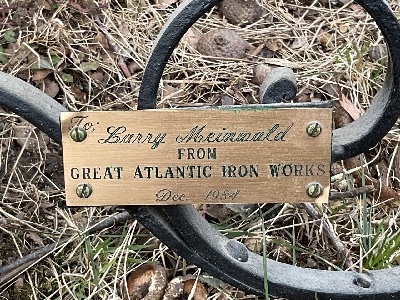 To: Larry Meinwald
FROM
GREAT ATLANTIC IRON WORKS
Dec. 1984